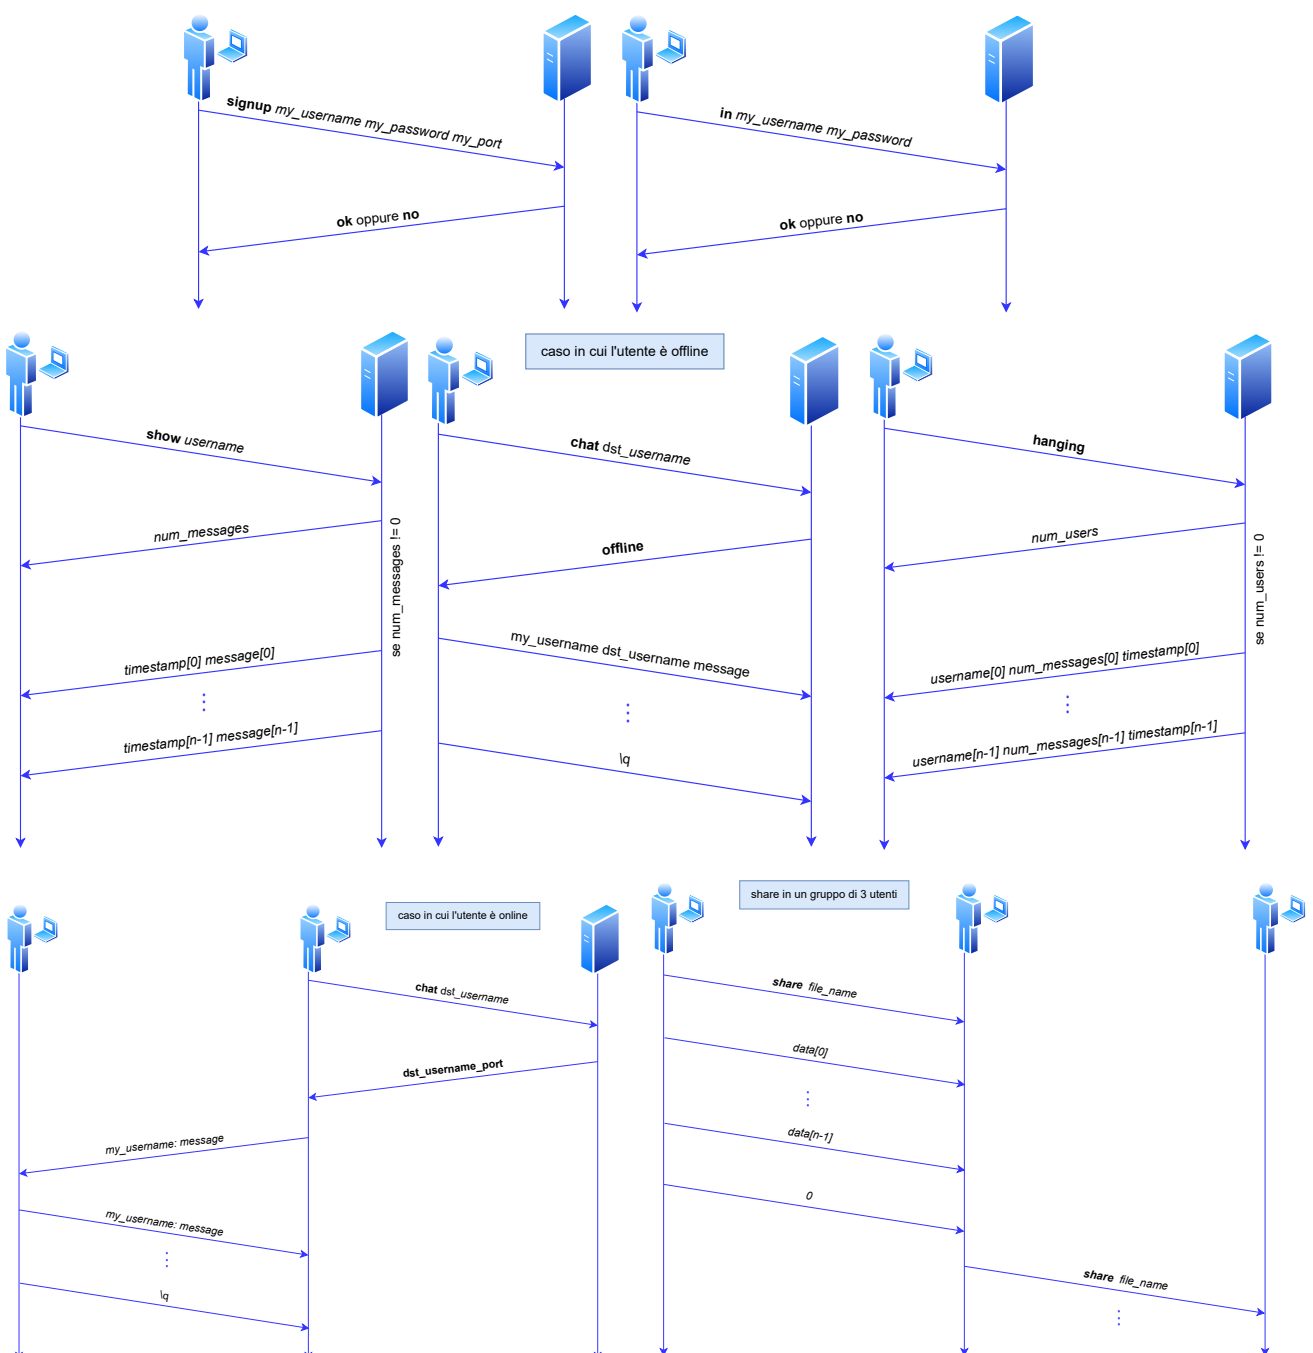 signup my_username my_password my_port
ok oppure no
in my_username my_password
ok oppure no
show username
num_messages
se num_messages != 0
timestamp[0] message[0]
timestamp[n-1] message[n-1]
caso in cui l'utente è offline
chat dst_username
offline
my_username dst_username message
\q
hanging
num_users
se num_users != 0
username[0] num_messages[0] timestamp[0]
username[n-1] num_messages[n-1] timestamp[n-1]
caso in cui l'utente è online
chat dst_username
dst_username_port
my_username: message
my_username: message
\q
share in un gruppo di 3 utenti
share file_name
data[0]
data[n-1]
0
share file_name